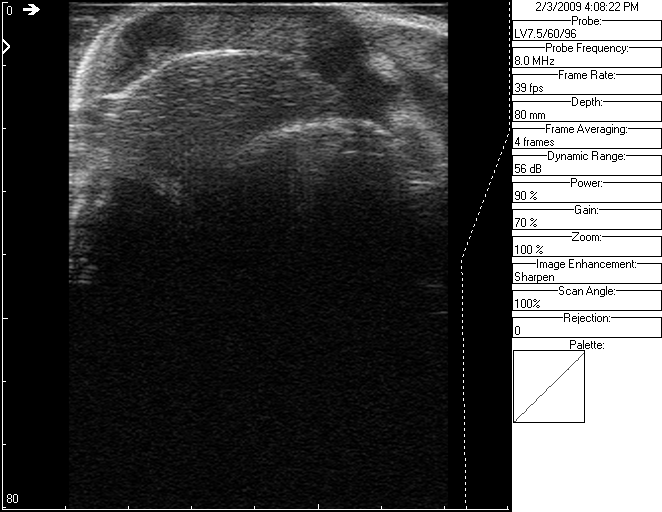 0
80
2/3/2009 4:08:22 PM
Probe:
LV7.5/60/96
Probe Frequency:
8.0 MHz
Frame Rate:
39 fps
Depth:
80 mm
Frame Averaging:
4 frames
Dynamic Range:
56 dB
Power:
90 %
Gain:
70 %
Zoom:
100 %
Image Enhancement:
Sharpen
Scan Angle:
100%
Rejection:
0
Palette: